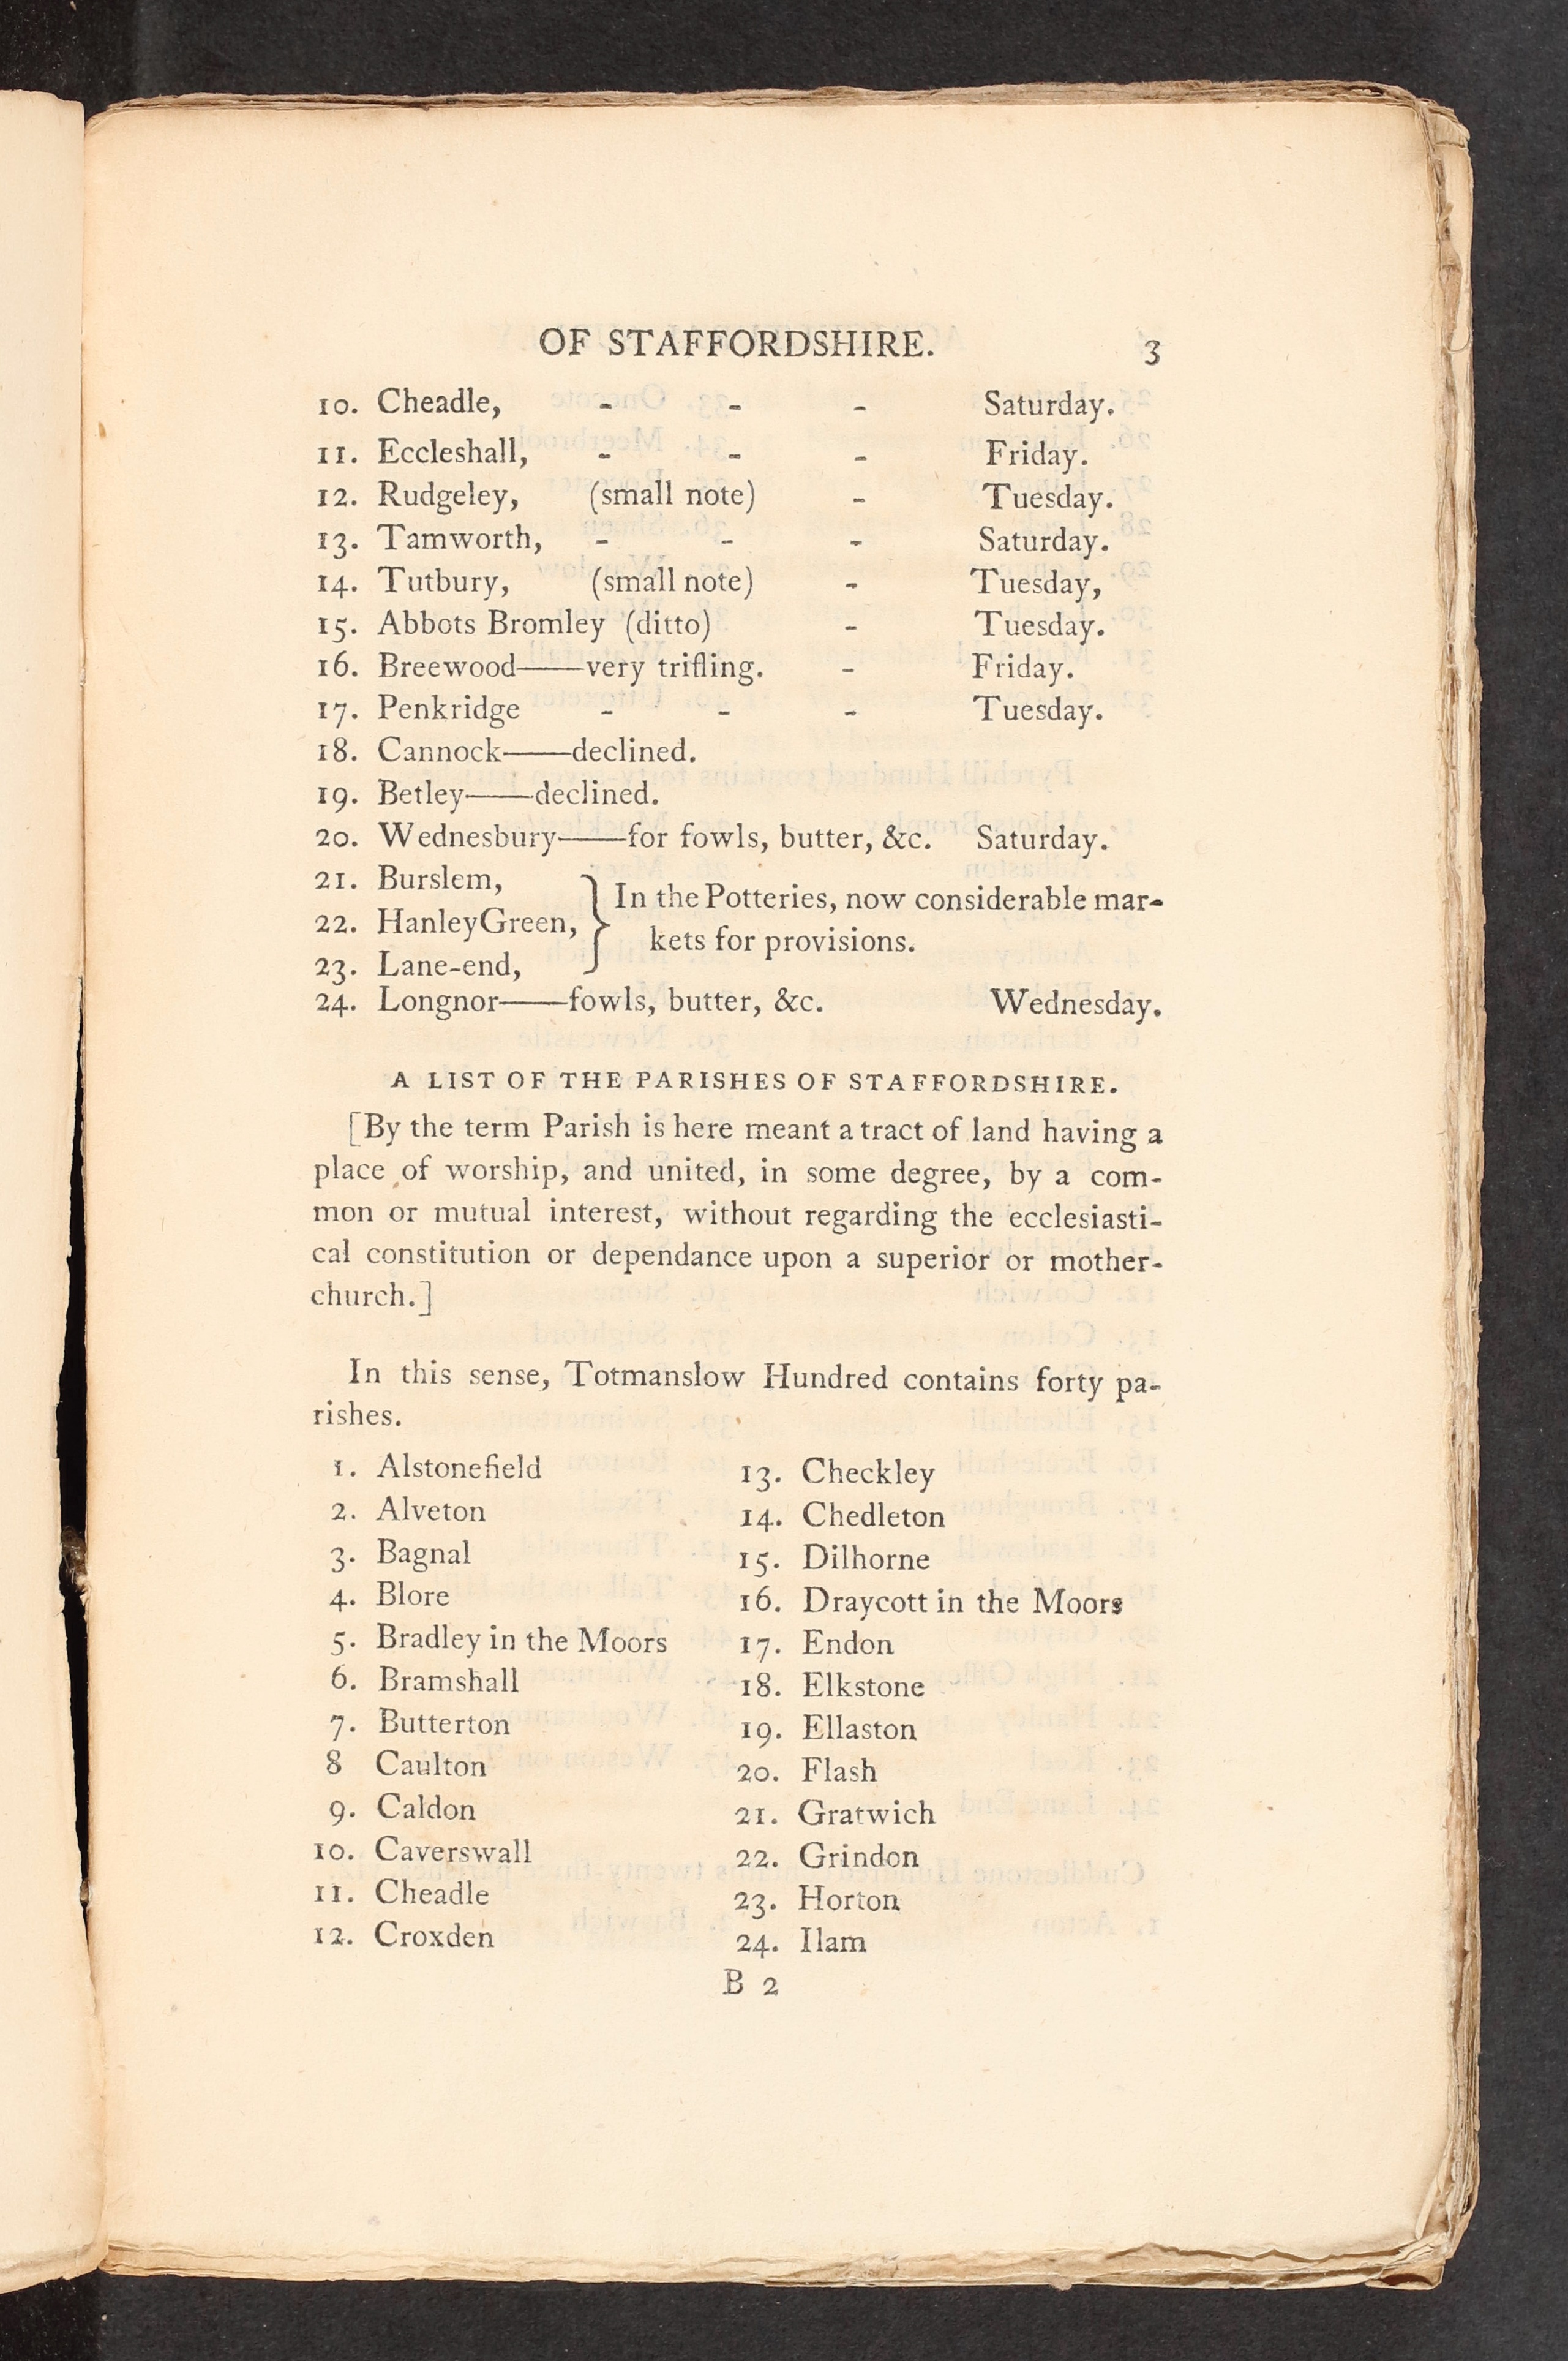 OF STAFFORDSHIRE. 3
10. Cheadle, - - - Saturday.
11. Eccleshall, - - - Friday.
12. Rudgeley, (small note) - Tuesday.
13. Tamworth, - - - Saturday.
14. Tutbury, (small note) - Tuesday,
15. Abbots Bromley (ditto) - Tuesday.
16. Breewood——very trifling. - Friday.
17. Penkridge - - - Tuesday.
18. Cannock——declined.
19. Betley——declined.
20. Wednesbury——for fowls, butter, &c. Saturday.
21. Burslem,
22. Hanley Green,
23. Lane-end,
} In the Potteries, now considerable mar-
kets for provisions.
24. Longnor——fowls, butter, &c. Wednesday.
A LIST OF THE PARISHES OF STAFFORDSHIRE.
[By the term Parish is here meant a tract of land having a
place of worship, and united, in some degree, by a com-
mon or mutual interest, without regarding the ecclesiasti-
cal constitution or dependance upon a superior or mother-
church.]
In this sense, Totmanslow Hundred contains forty pa-
rishes.
1. Alstonefield
2. Alveton
3. Bagnal
4. Blore
5. Bradley in the Moors
6. Bramshall
7. Butterton
8 Caulton
9. Caldon
10. Caverswall
11. Cheadle
12. Croxden
13. Checkley
14. Chedleton
15. Dilhorne
16. Draycott in the Moors
17. Endon
18. Elkstone
19. Ellaston
20. Flash
21. Gratwich
22. Grindon
23. Horton
24. Ilam
B 2